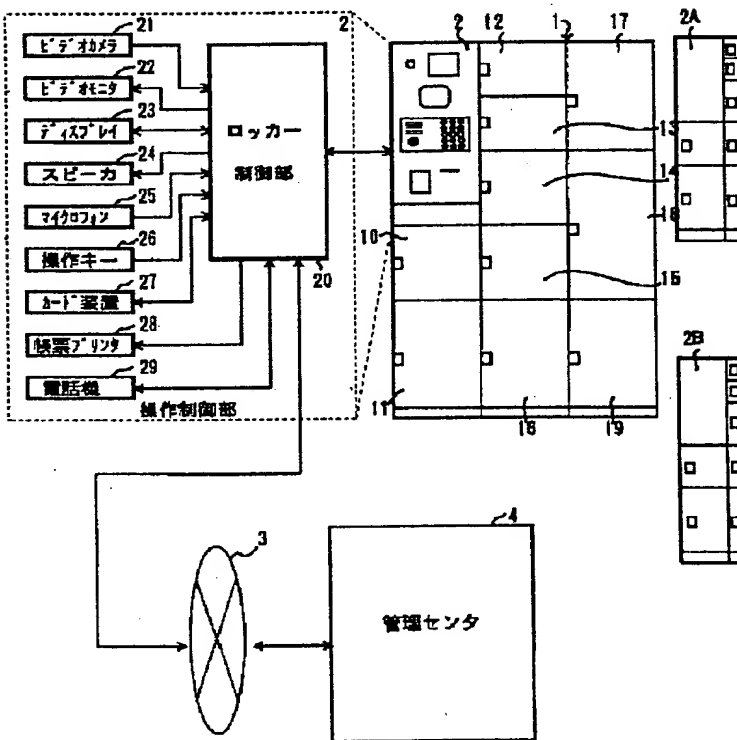 21
ビデオカメラ
22
ビデオモニタ
23
ディスプレイ
24
スピーカ
25
マイクロフォン
26
操作キー
27
カード装置
28
帳票プリンタ
29
電話機
操作制御部
2
ロッカー
制御部
20
2
12
1
17
13
14
18
10
15
11
16
19
2A
2B
3
4
管理センタ